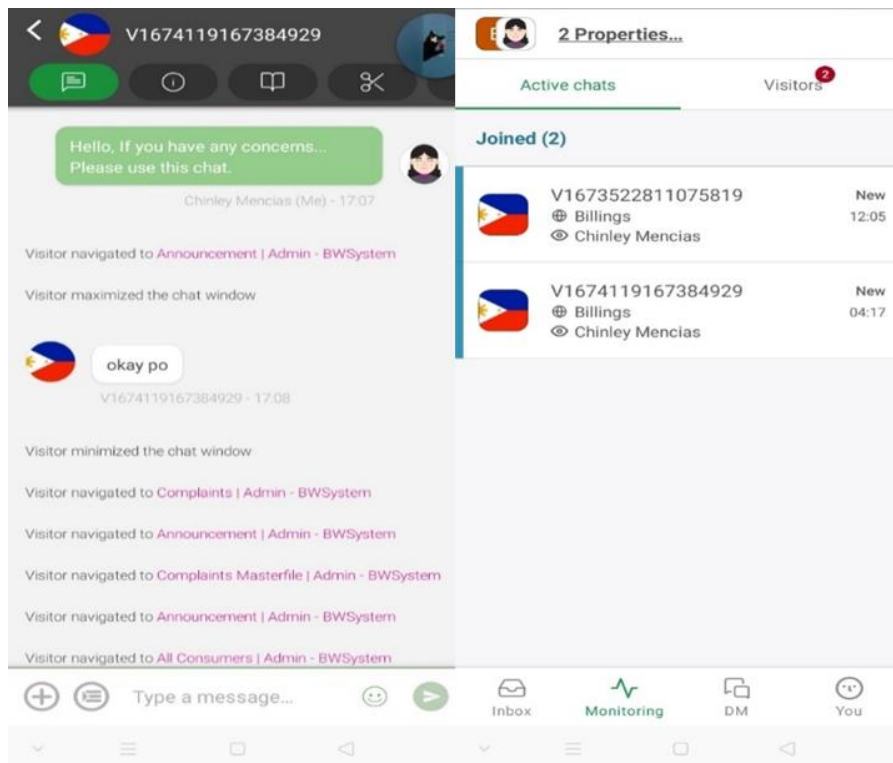 V1674119167384929
Hello, If you have any concerns...
Please use this chat.
Chinley Mencias (Me) - 17:07
Visitor navigated to Announcement | Admin - BWSystem
Visitor maximized the chat window
okay po
V1674119167384929 - 17:08
Visitor minimized the chat window
Visitor navigated to Complaints | Admin - BWSystem
Visitor navigated to Announcement | Admin - BWSystem
Visitor navigated to Complaints Masterfile | Admin - BWSystem
Visitor navigated to Announcement | Admin - BWSystem
Visitor navigated to All Consumers | Admin - BWSystem
Type a message...
2 Properties...
Active chats
Visitors
2
Joined (2)
V1673522811075819
New
Billings
12:05
Chinley Mencias
V1674119167384929
New
Billings
04:17
Chinley Mencias
Inbox
Monitoring
DM
You